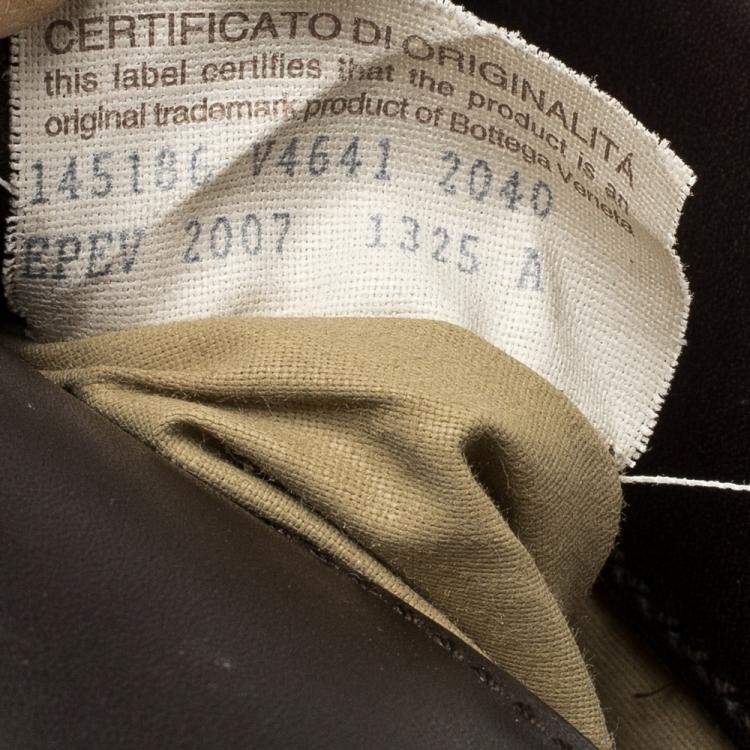 CERTIFICATO DI ORIGINALITÁ
this label certifies that the product is an
original trademark product of Bottega Veneta
145186 V4641 2040
EPEV 2007 1325 A